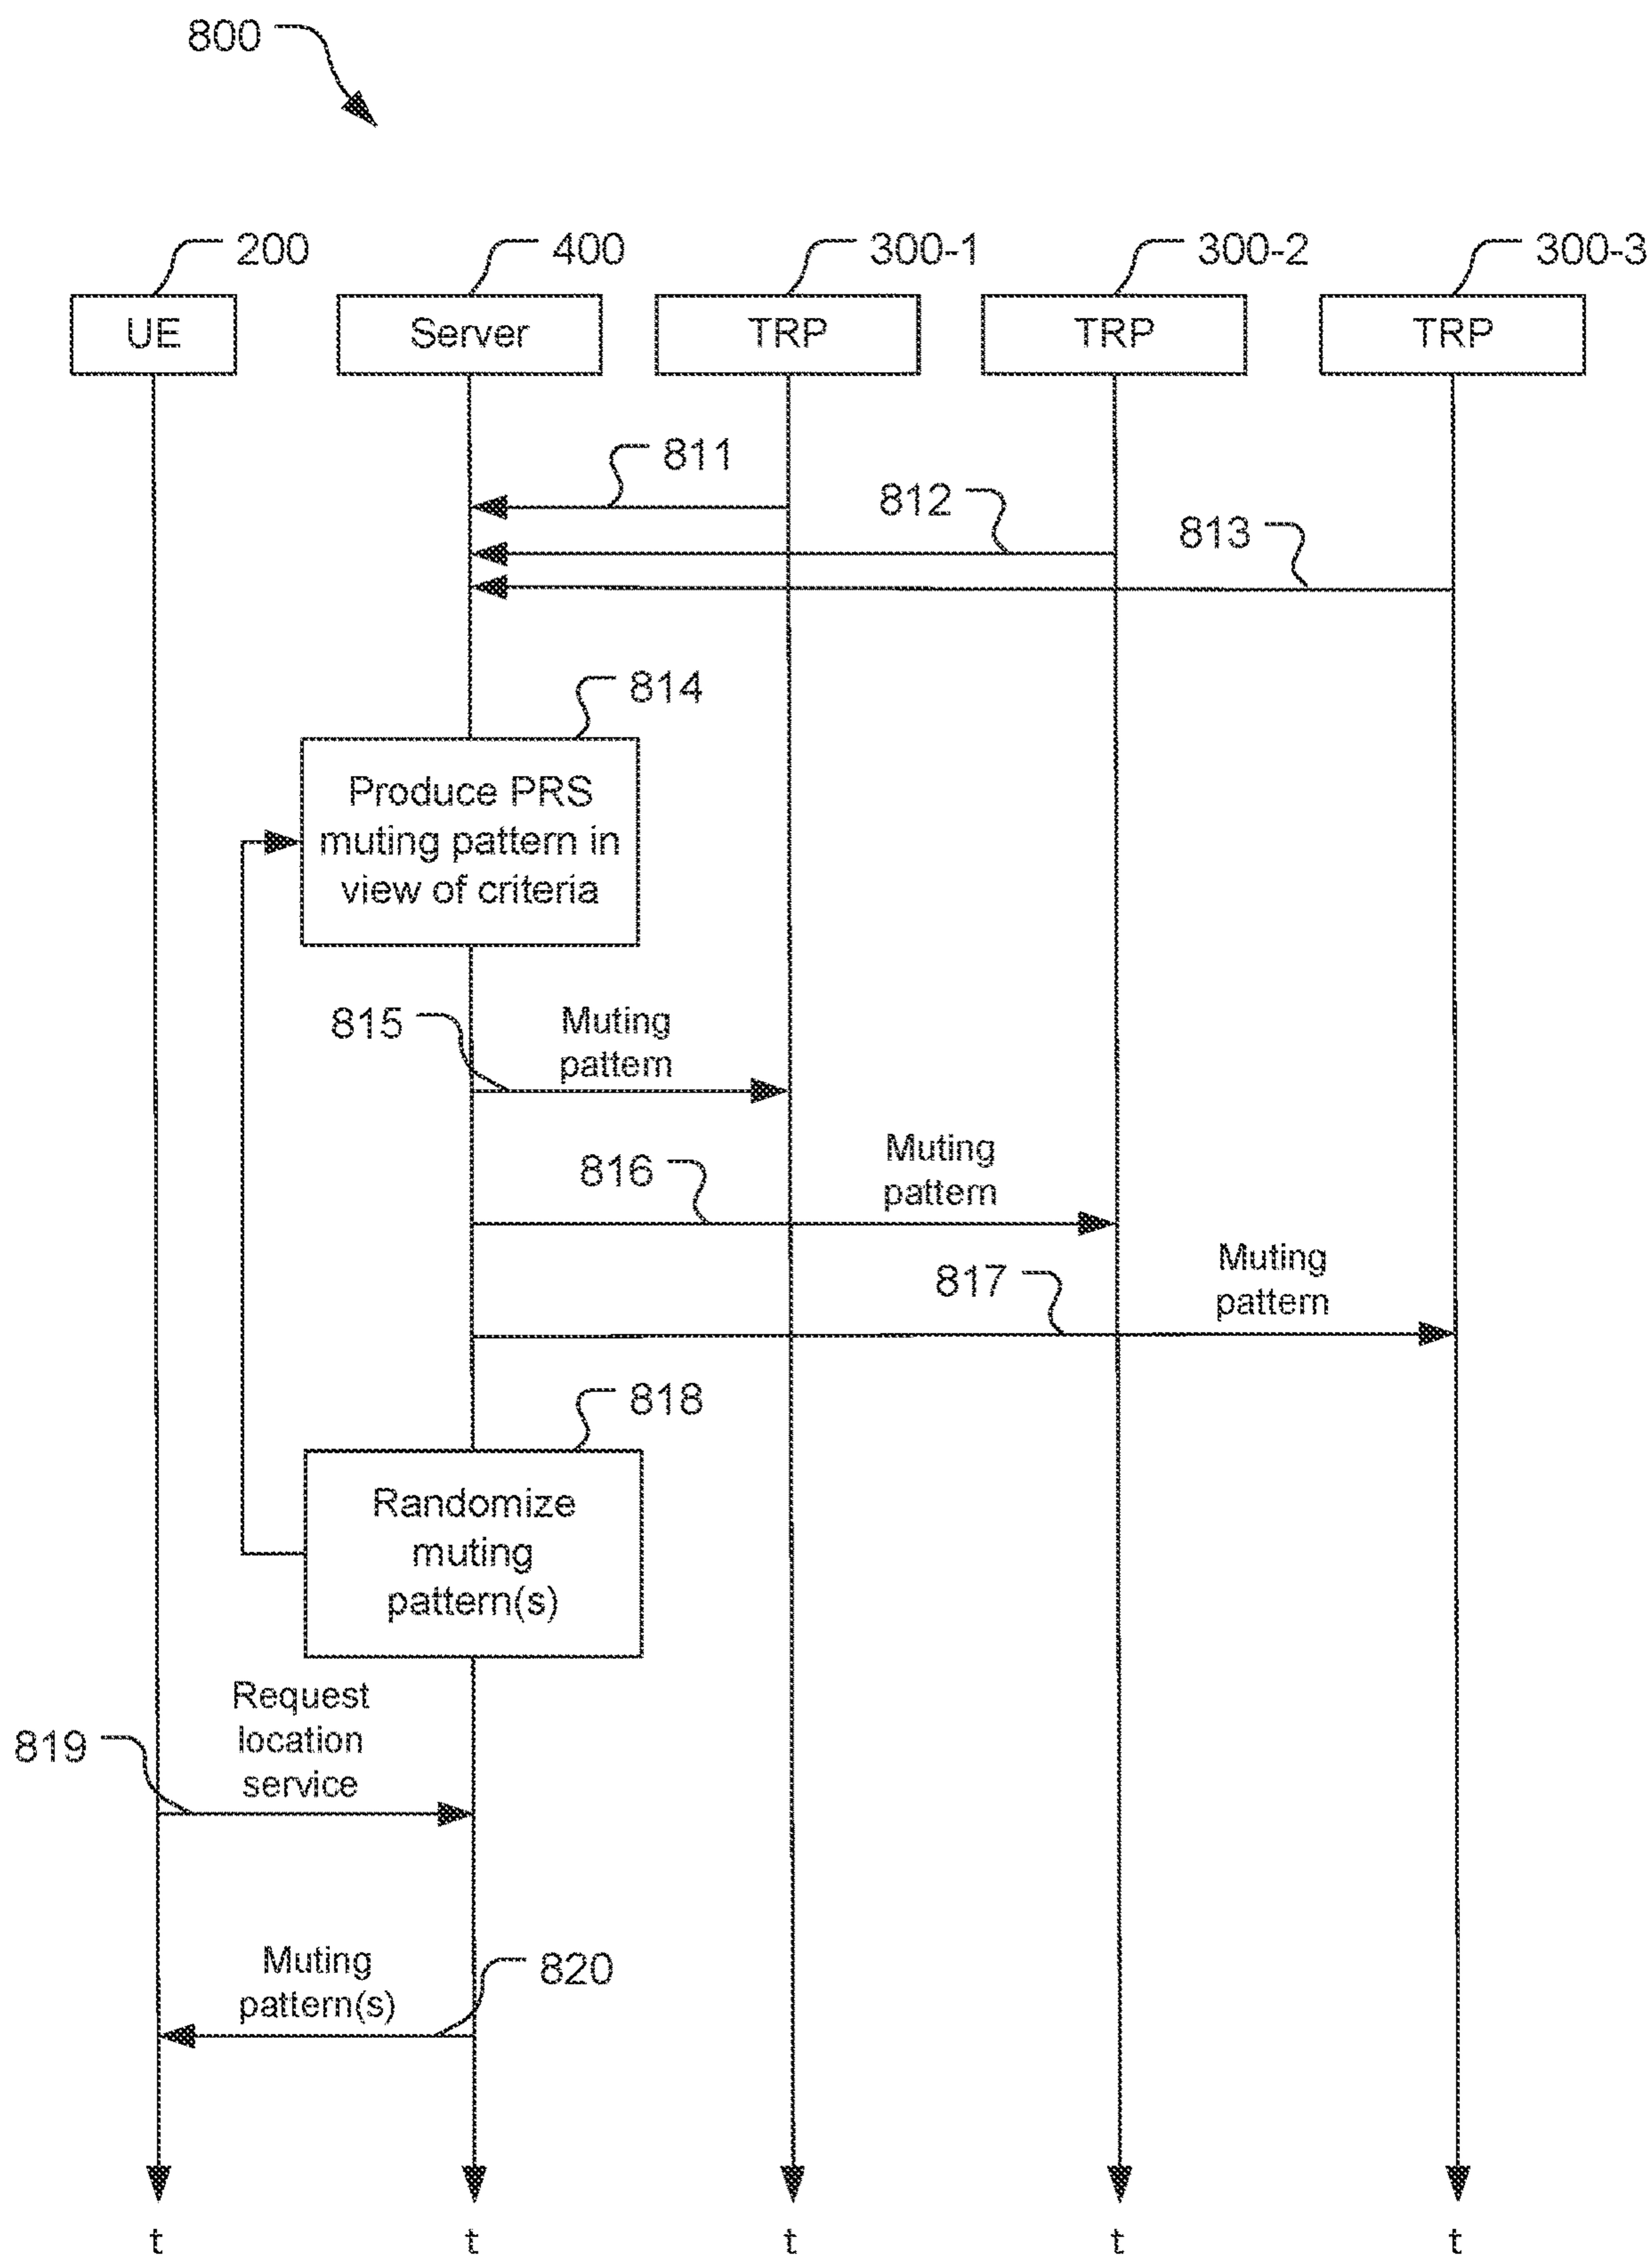 800
200
400
300-1
300-2
300-3
UE
Server
TRP
TRP
TRP
811
812
813
814
Produce PRS
muting pattern in
view of criteria
815
Muting
pattern
816
Muting
pattern
817
Muting
pattern
818
Randomize
muting
pattern(s)
Request
location
service
819
Muting
pattern(s)
820
t
t
t
t
t